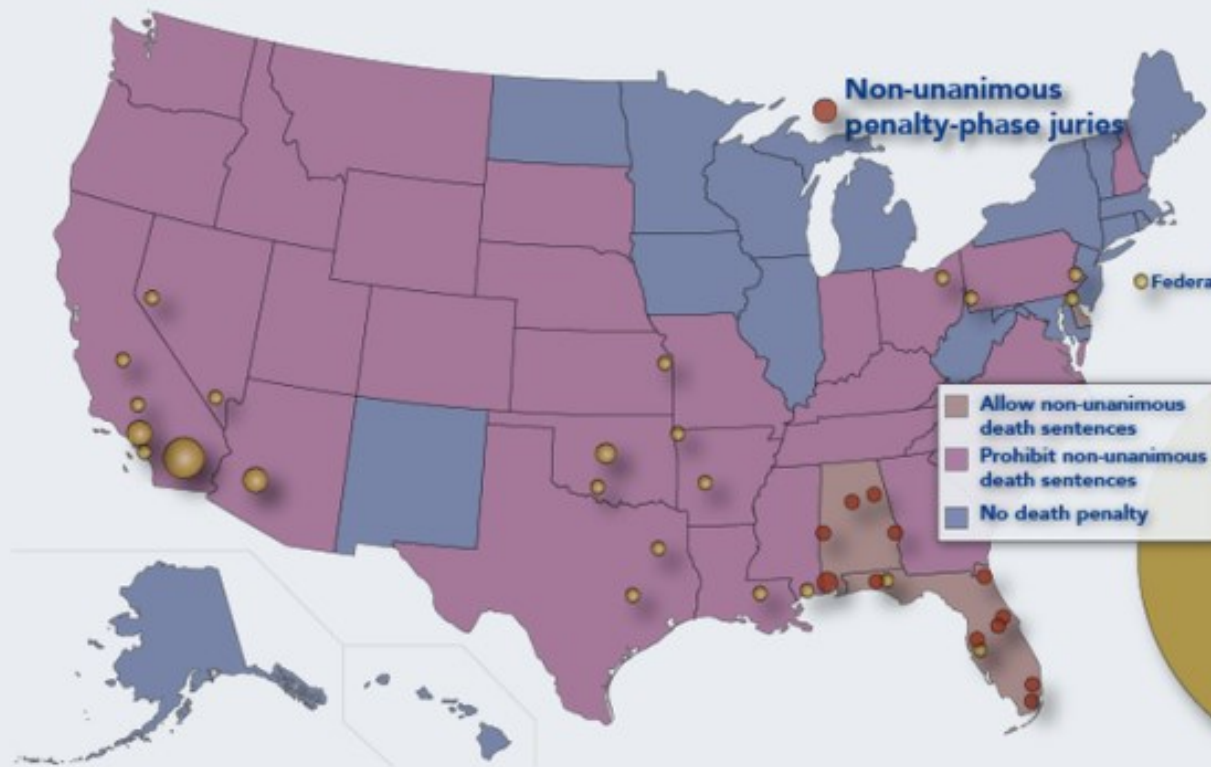 Non-unanimous
penalty-phase juries
Federa
Allow non-unanimous
death sentences
Prohibit non-unanimous
death sentences
No death penalty